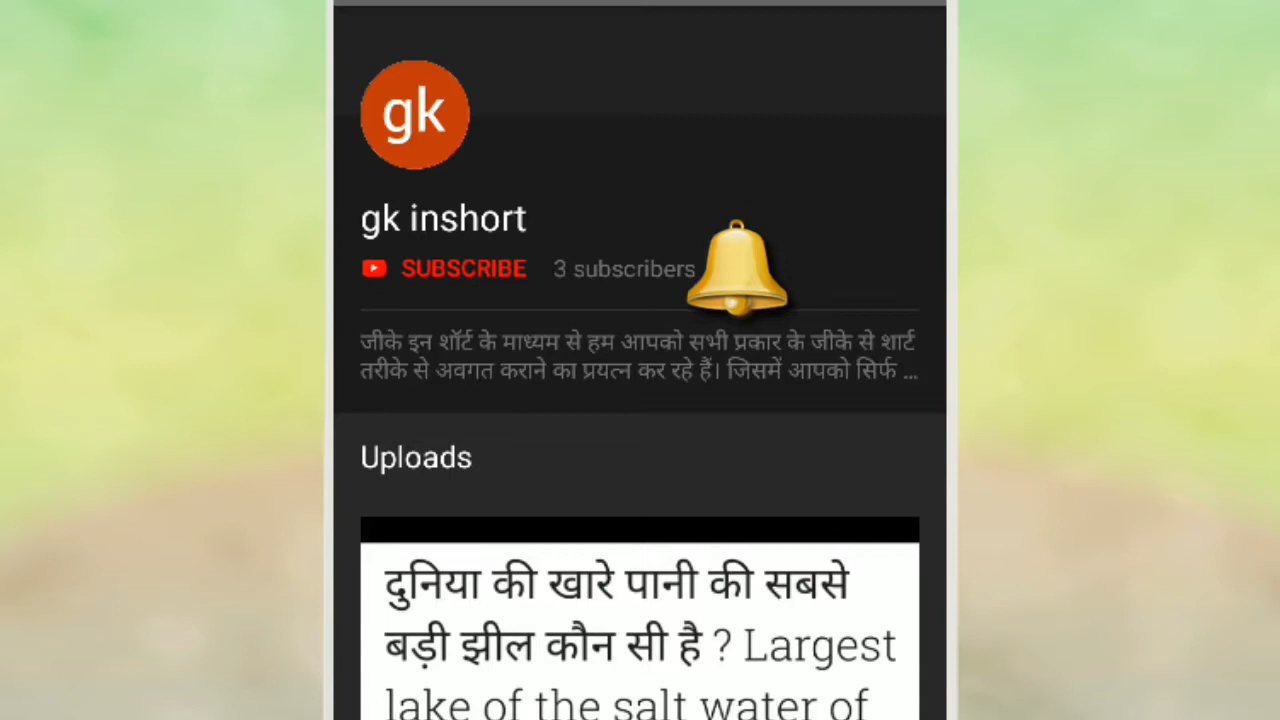 gk
gk inshort
SUBSCRIBE 3 subscribers
जीके इन शॉर्ट के माध्यम से हम आपको सभी प्रकार के जीके से शार्ट
तरीके से अवगत कराने का प्रयत्न कर रहे हैं। जिसमें आपको सिर्फ ...
Uploads
दुनिया की खारे पानी की सबसे
बड़ी झील कौन सी है ? Largest
lake of the salt water of